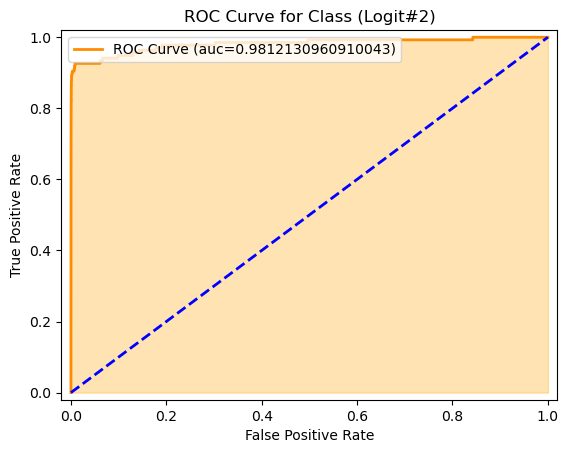 ROC Curve for Class (Logit#2)
ROC Curve (auc=0.9812130960910043)
True Positive Rate
1.0
0.8
0.6
0.4
0.2
0.0
0.0 0.2 0.4 0.6 0.8 1.0
False Positive Rate